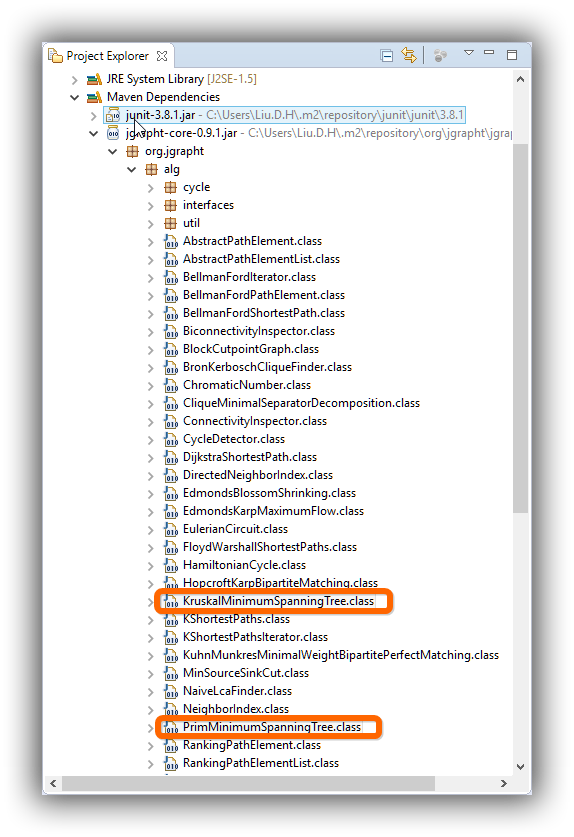 Project Explorer
JRE System Library [J2SE-1.5]
Maven Dependencies
junit-3.8.1.jar - C:\Users\Liu.D.H\.m2\repository\junit\junit\3.8.1
jgrapht-core-0.9.1.jar - C:\Users\Liu.D.H\.m2\repository\org\jgrapht\jgra
org.jgrapht
alg
cycle
interfaces
util
AbstractPathElement.class
AbstractPathElementList.class
BellmanFordIterator.class
BellmanFordPathElement.class
BellmanFordShortestPath.class
BiconnectivityInspector.class
BlockCutpointGraph.class
BronKerboschCliqueFinder.class
ChromaticNumber.class
CliqueMinimalSeparatorDecomposition.class
ConnectivityInspector.class
CycleDetector.class
DijkstraShortestPath.class
DirectedNeighborIndex.class
EdmondsBlossomShrinking.class
EdmondsKarpMaximumFlow.class
EulerianCircuit.class
FloydWarshallShortestPaths.class
HamiltonianCycle.class
HopcroftKarpBipartiteMatching.class
KruskalMinimumSpanningTree.class
KShortestPaths.class
KShortestPathsIterator.class
KuhnMunkresMinimalWeightBipartitePerfectMatching.class
MinSourceSinkCut.class
NaiveLcaFinder.class
NeighborIndex.class
PrimMinimumSpanningTree.class
RankingPathElement.class
RankingPathElementList.class